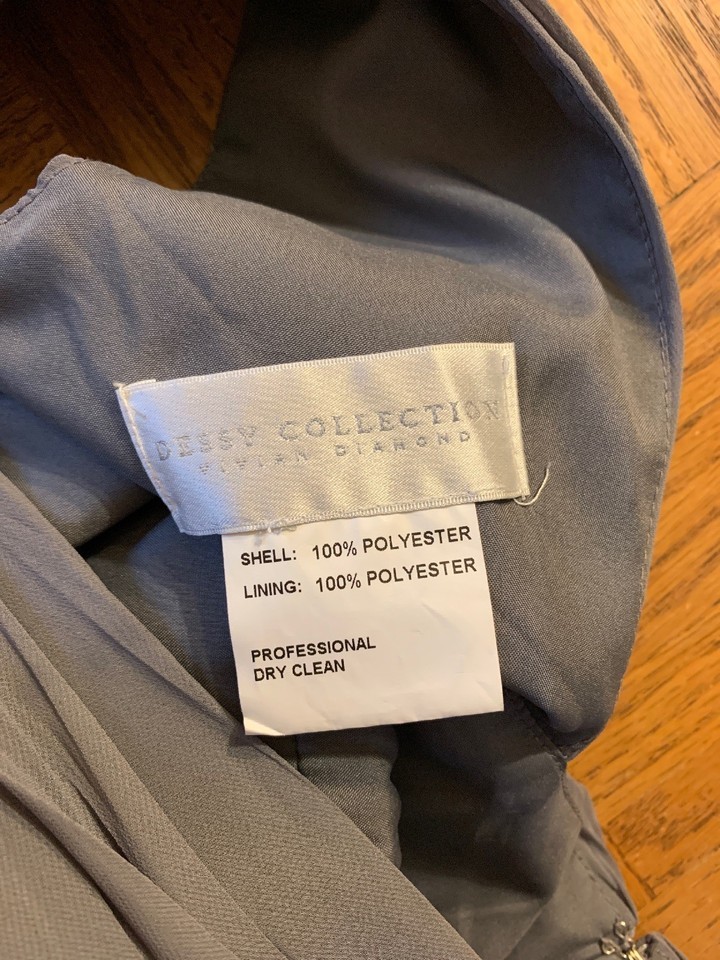 DESSY COLLECTION
VIVIAN DIAMOND
SHELL: 100% POLYESTER
LINING: 100% POLYESTER
PROFESSIONAL
DRY CLEAN